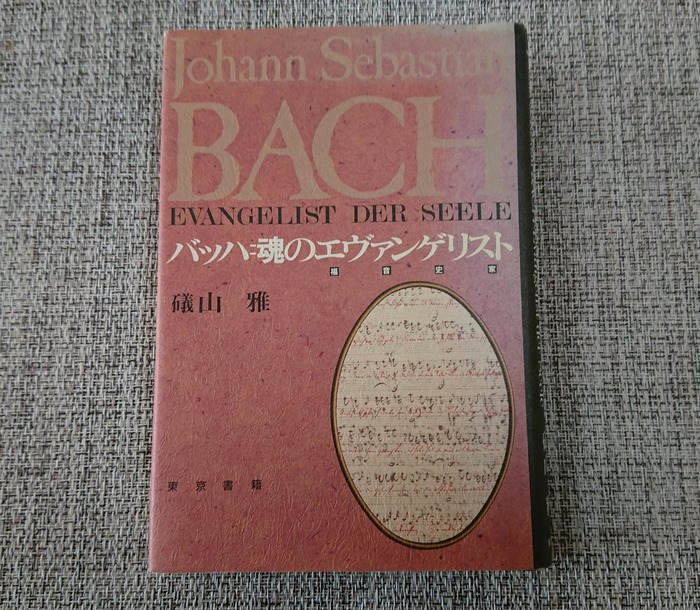 Johann Sebastian
BACH
EVANGELIST DER SEELE
バッハ=魂のエヴァンゲリスト
福音史家
礒山 雅
東京書籍